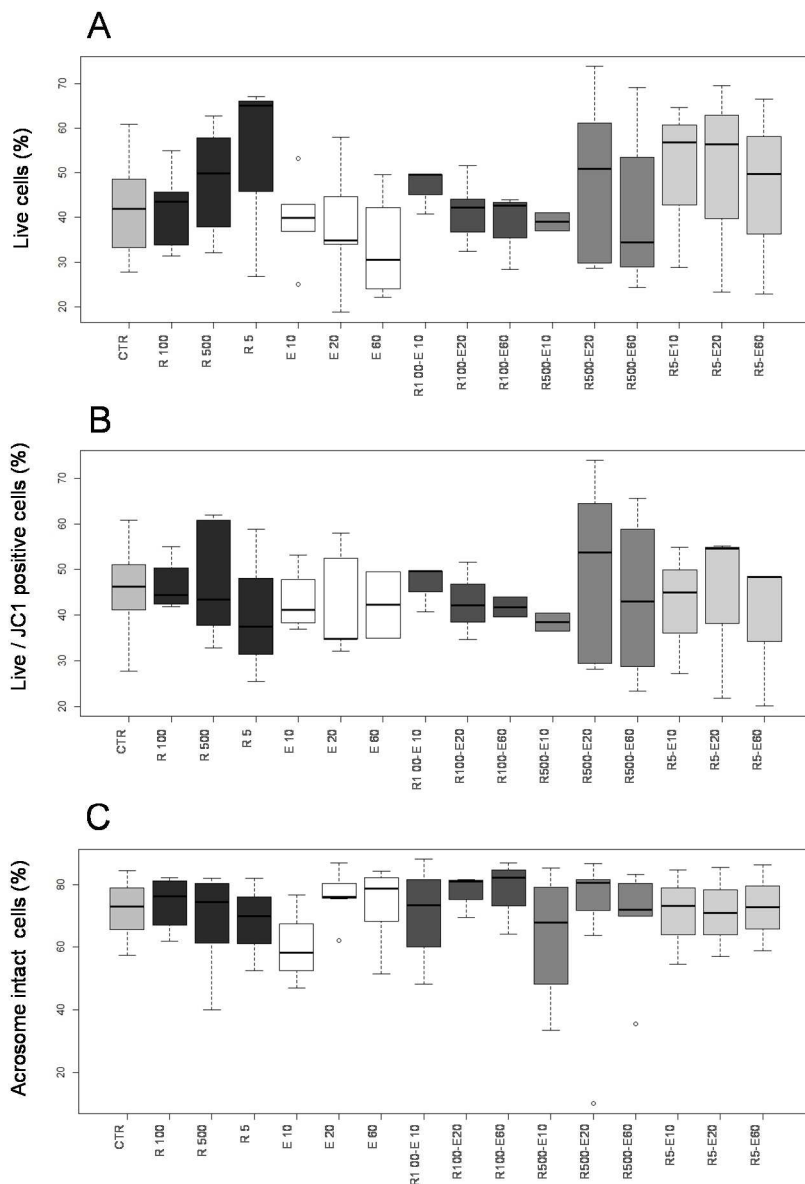 A
Live cells (%)
70
60
50
40
30
20
CTR
R 100
R 500
R 5
E 10
E 20
E 60
R1 00-E 10
R100-E20
R100-E60
R500-E10
R500-E20
R500-E60
R5-E10
R5-E20
R5-E60
B
Live / JC1 positive cells (%)
70
60
50
40
30
20
CTR
R 100
R 500
R 5
E 10
E 20
E 60
R1 00-E 10
R100-E20
R100-E60
R500-E10
R500-E20
R500-E60
R5-E10
R5-E20
R5-E60
C
Acrosome intact cells (%)
80
60
40
20
CTR
R 100
R 500
R 5
E 10
E 20
E 60
R1 00-E 10
R100-E20
R100-E60
R500-E10
R500-E20
R500-E60
R5-E10
R5-E20
R5-E60